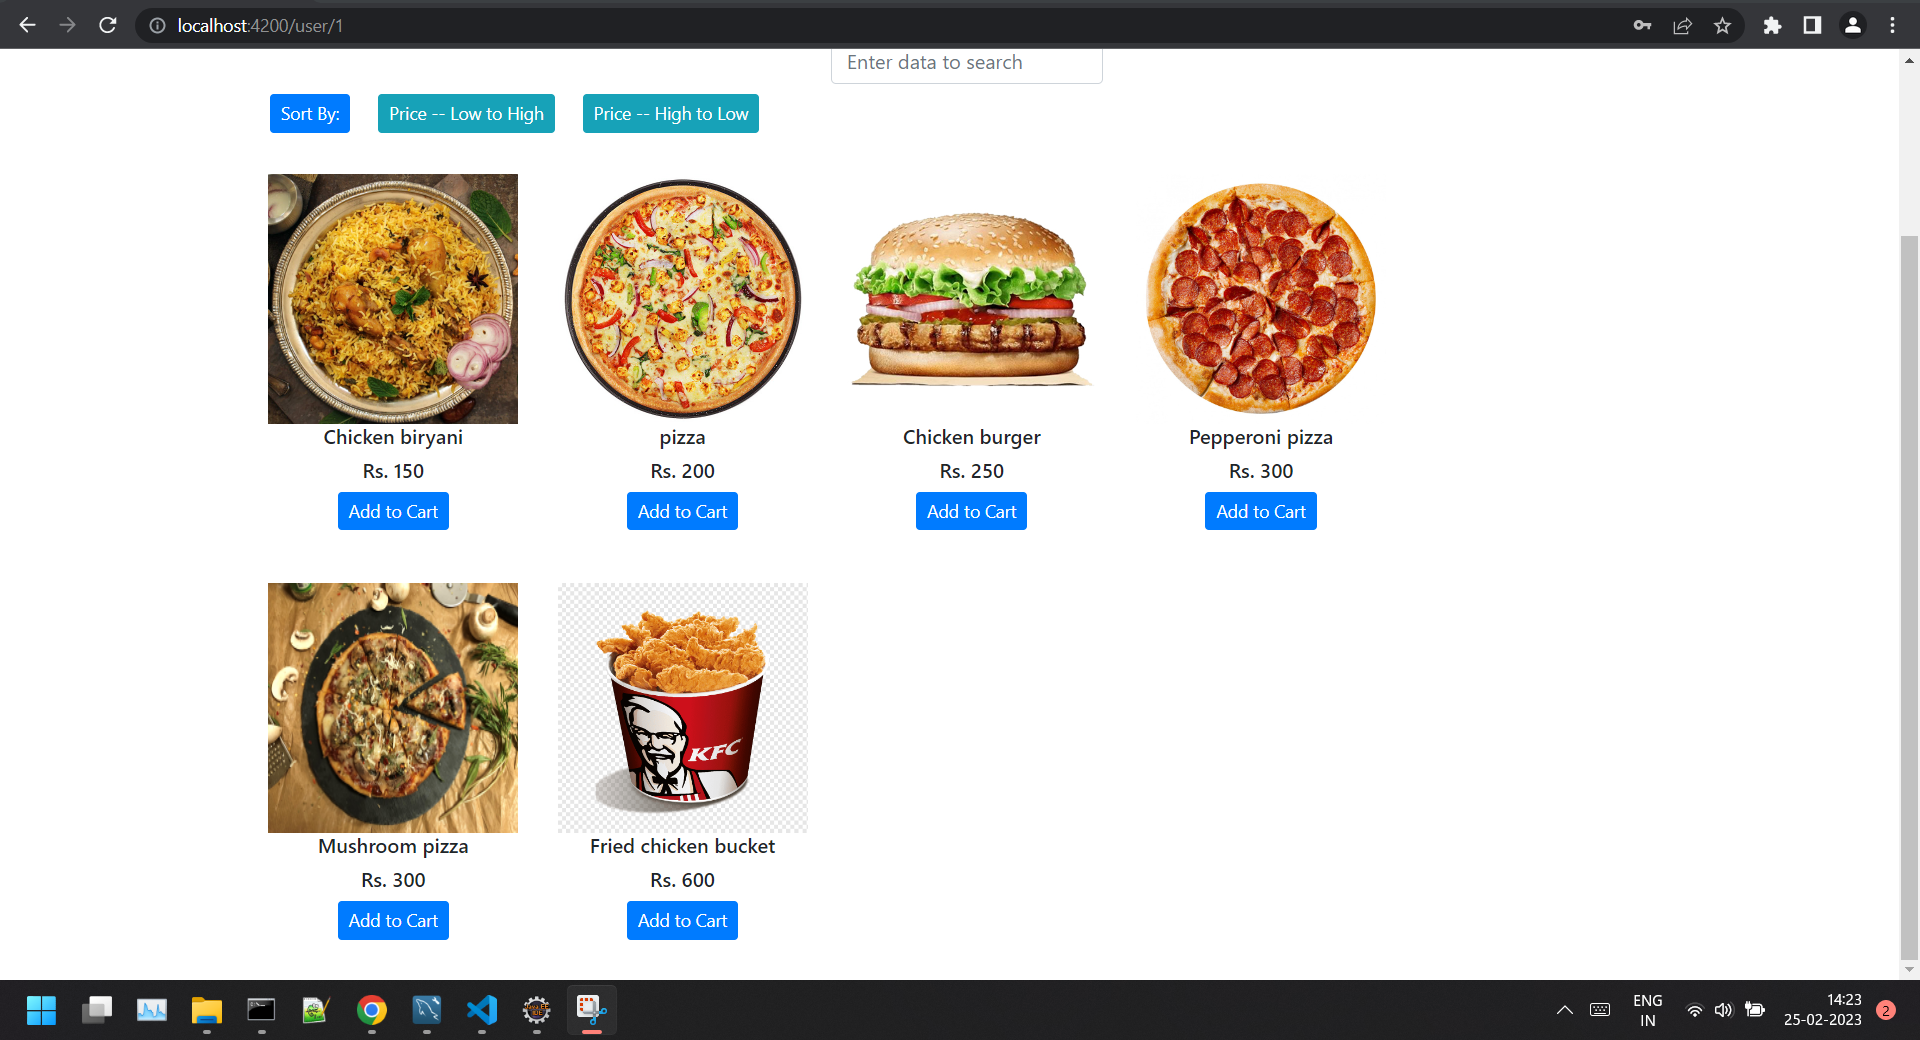 localhost:4200/user/1
Enter data to search
Sort By: Price -- Low to High Price -- High to Low
Chicken biryani pizza Chicken burger Pepperoni pizza
Rs. 150 Rs. 200 Rs. 250 Rs. 300
Add to Cart Add to Cart Add to Cart Add to Cart
KFC
Mushroom pizza Fried chicken bucket
Rs. 300 Rs. 600
Add to Cart Add to Cart
ENG 14:23
IN 25-02-2023 2